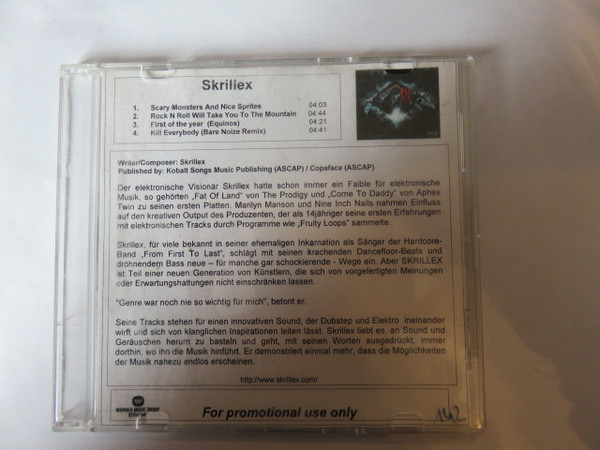 Skrillex
1. Scary Monsters And Nice Sprites 04:03
2. Rock N Roll Will Take You To The Mountain 04:44
3. First of the year (Equinox) 04:21
4. Kill Everybody (Bare Noize Remix) 04:41
Writer/Composer: Skrillex
Published by: Kobalt Songs Music Publishing (ASCAP) / Copaface (ASCAP)
Der elektronische Visionär Skrillex hatte schon immer ein Faible für elektronische
Musik, so gehörten „Fat Of Land“ von The Prodigy und „Come To Daddy“ von Aphex
Twin zu seinen ersten Platten. Marilyn Manson und Nine Inch Nails nahmen Einfluss
auf den kreativen Output des Produzenten, der als 14jähriger seine ersten Erfahrungen
mit elektronischen Tracks durch Programme wie „Fruity Loops“ sammelte.
Skrillex, für viele bekannt in seiner ehemaligen Inkarnation als Sänger der Hardcore-
Band „From First To Last“, schlägt mit seinen krachenden Dancefloor-Beats und
dröhnendem Bass neue – für manche gar schockierende - Wege ein. Aber SKRILLEX
ist Teil einer neuen Generation von Künstlern, die sich von vorgefertigten Meinungen
oder Erwartungshaltungen nicht einschränken lassen.
"Genre war noch nie so wichtig für mich", betont er.
Seine Tracks stehen für einen innovativen Sound, der Dubstep und Elektro ineinander
wirft und sich von klanglichen Inspirationen leiten lässt. Skrillex liebt es, an Sound und
Geräuschen herum zu basteln und geht, mit seinen Worten ausgedrückt, immer
dorthin, wo ihn die Musik hinführt. Er demonstriert einmal mehr, dass die Möglichkeiten
der Musik nahezu endlos erscheinen.
http://www.skrillex.com/
WARNER MUSIC GROUP
For promotional use only
142